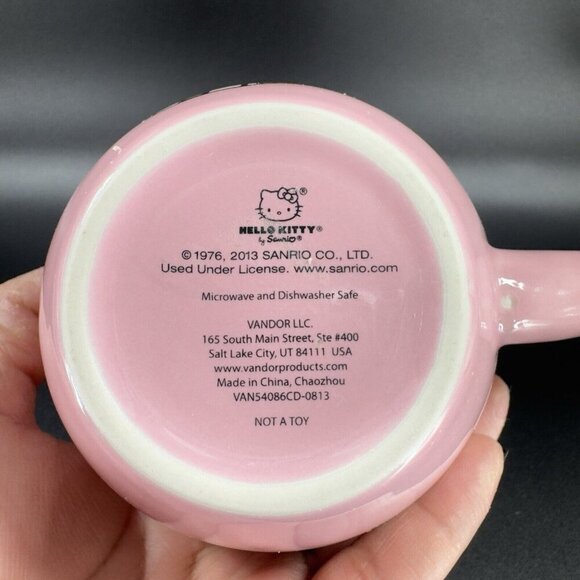 ®
HELLO KITTY®
by Sanrio®
© 1976, 2013 SANRIO CO., LTD.
Used Under License. www.sanrio.com
Microwave and Dishwasher Safe
VANDOR LLC.
165 South Main Street, Ste #400
Salt Lake City, UT 84111 USA
www.vandorproducts.com
Made in China, Chaozhou
VAN54086CD-0813
NOT A TOY